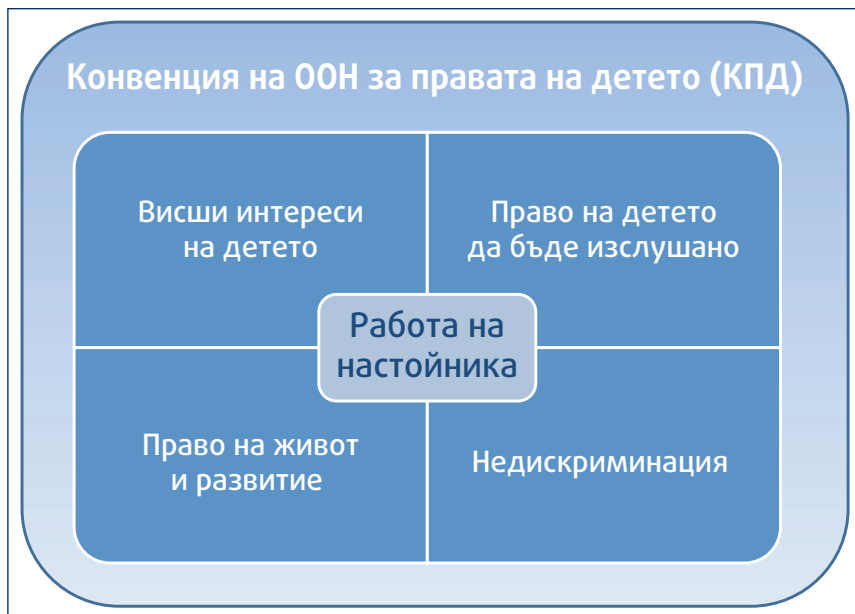 Конвенция на ООН за правата на детето (КПД)
Висши интереси
на детето
Право на детето
да бъде изслушано
Работа на
настойника
Право на живот
и развитие
Недискриминация